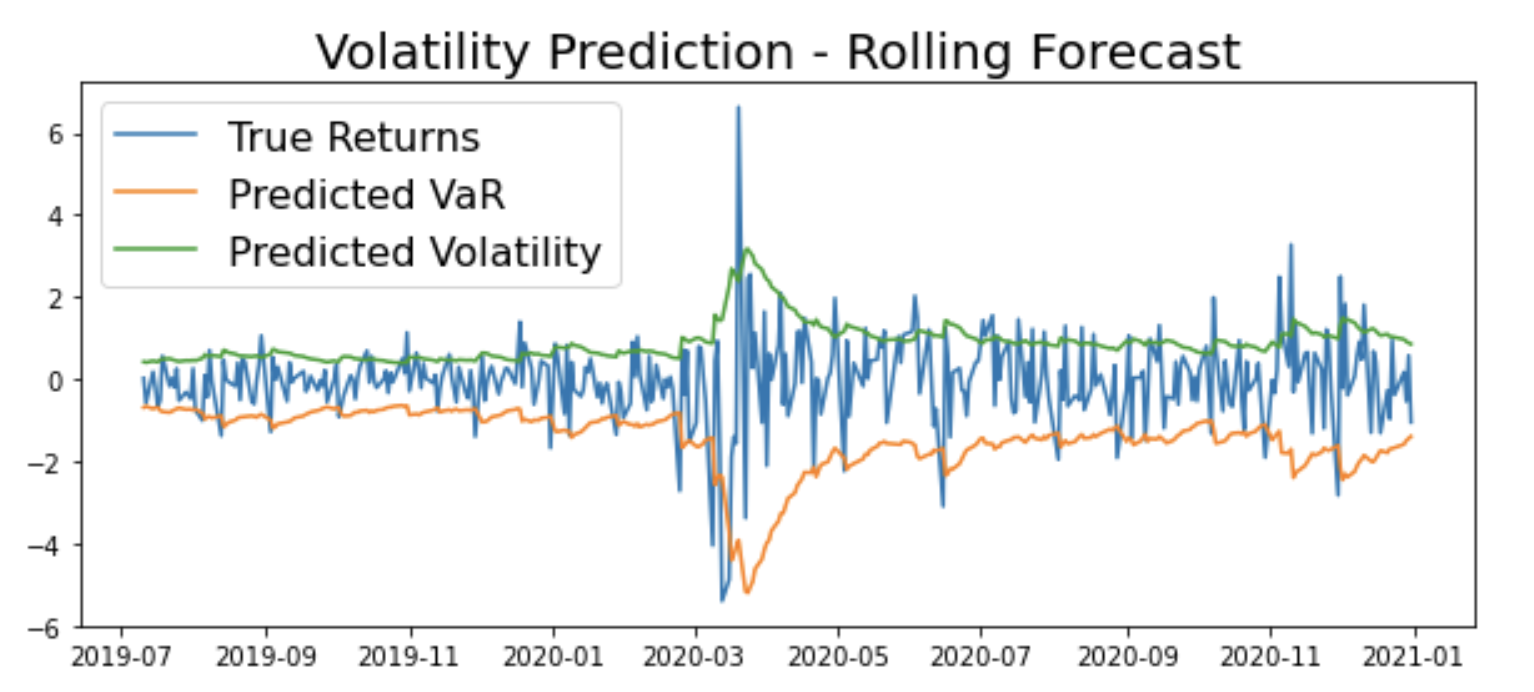 Volatility Prediction - Rolling Forecast
True Returns
Predicted VaR
Predicted Volatility
6
4
2
0
−2
−4
−6
2019-07 2019-09 2019-11 2020-01 2020-03 2020-05 2020-07 2020-09 2020-11 2021-01